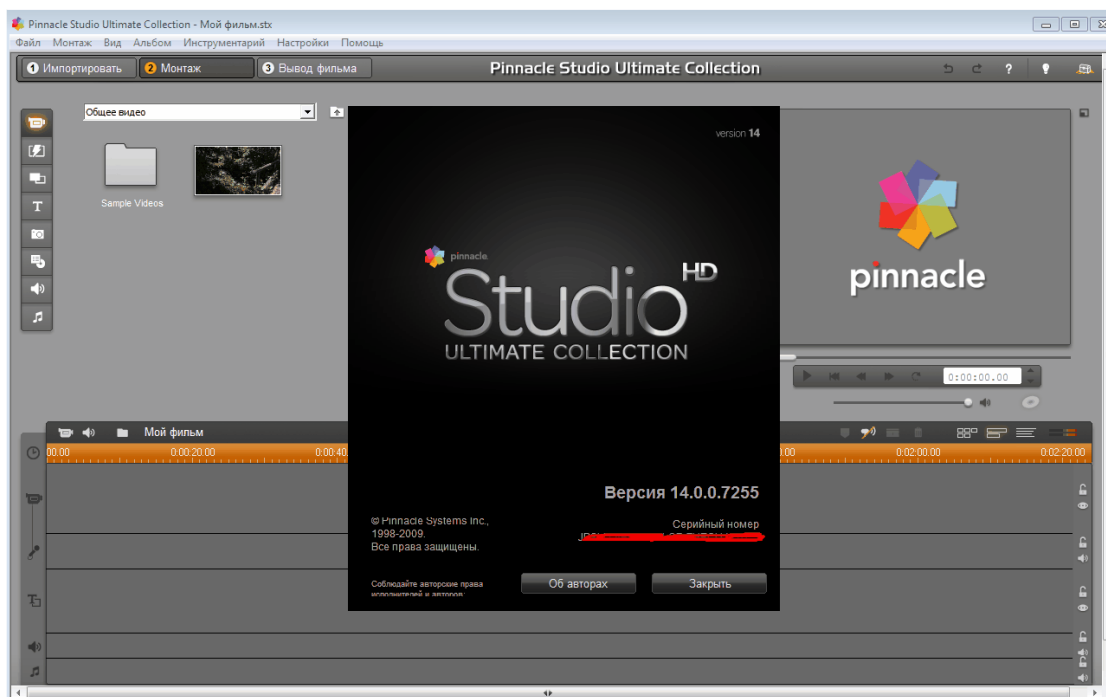 Pinnacle Studio Ultimate Collection - Мой фильм.stx
Файл Монтаж Вид Альбом Инструментарий Настройки Помощь
1 Импортировать 2 Монтаж 3 Вывод фильма Pinnacle Studio Ultimate Collection ?
Общее видео
version 14
Sample Videos
T
pinnacle
Studio HD
ULTIMATE COLLECTION
pinnacle
0:00:00.00
Мой фильм
00.00 0:00:20.00 0:00:40 :00 0:02:00.00 0:02:20.00
Версия 14.0.0.7255
© Pinnacle Systems Inc.,
1998-2009.
Все права защищены.
Серийный номер
Соблюдайте авторские права
исполнителей и авторов.
Об авторах Закрыть